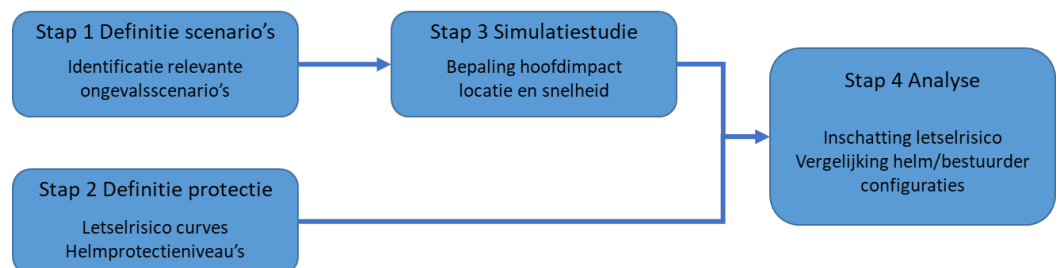 Stap 1 Definitie scenario’s
Identificatie relevante
ongevalsscenario’s
Stap 3 Simulatiestudie
Bepaling hoofdimpact
locatie en snelheid
Stap 4 Analyse
Inschatting letselrisico
Vergelijking helm/bestuurder
configuraties
Stap 2 Definitie protectie
Letselrisico curves
Helmprotectieniveau’s